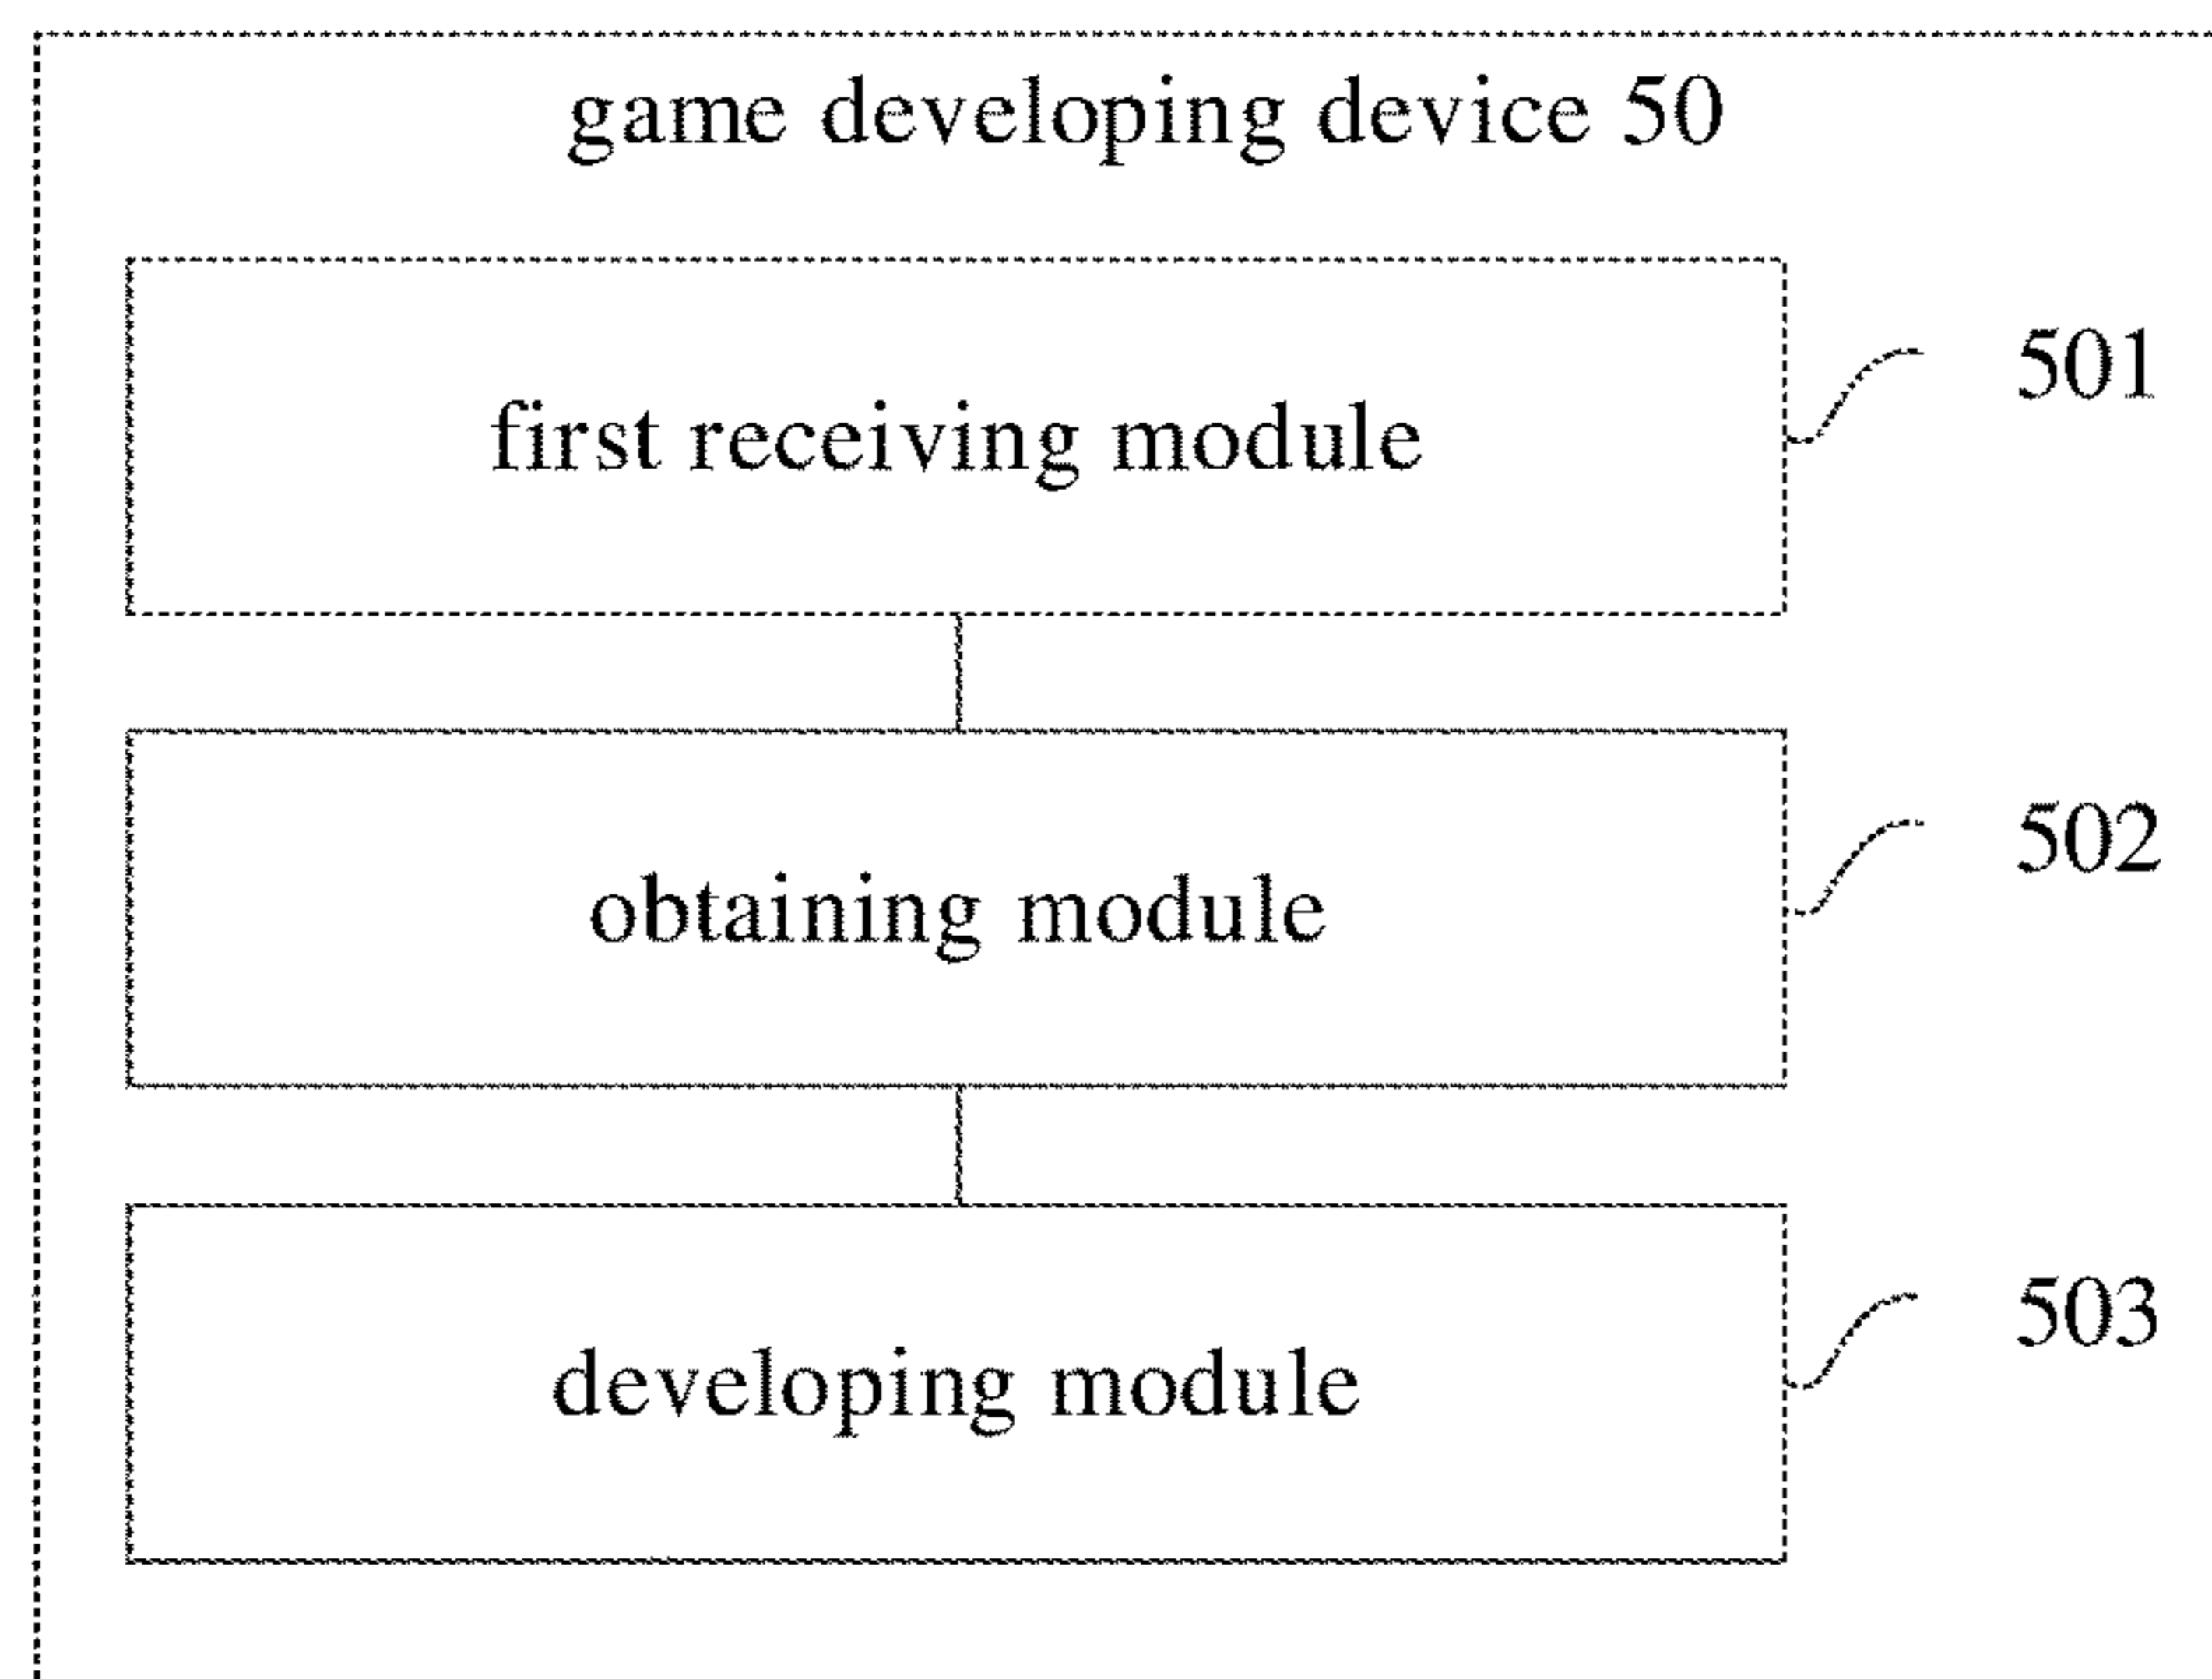 game developing device 50
first receiving module
501
obtaining module
502
developing module
503